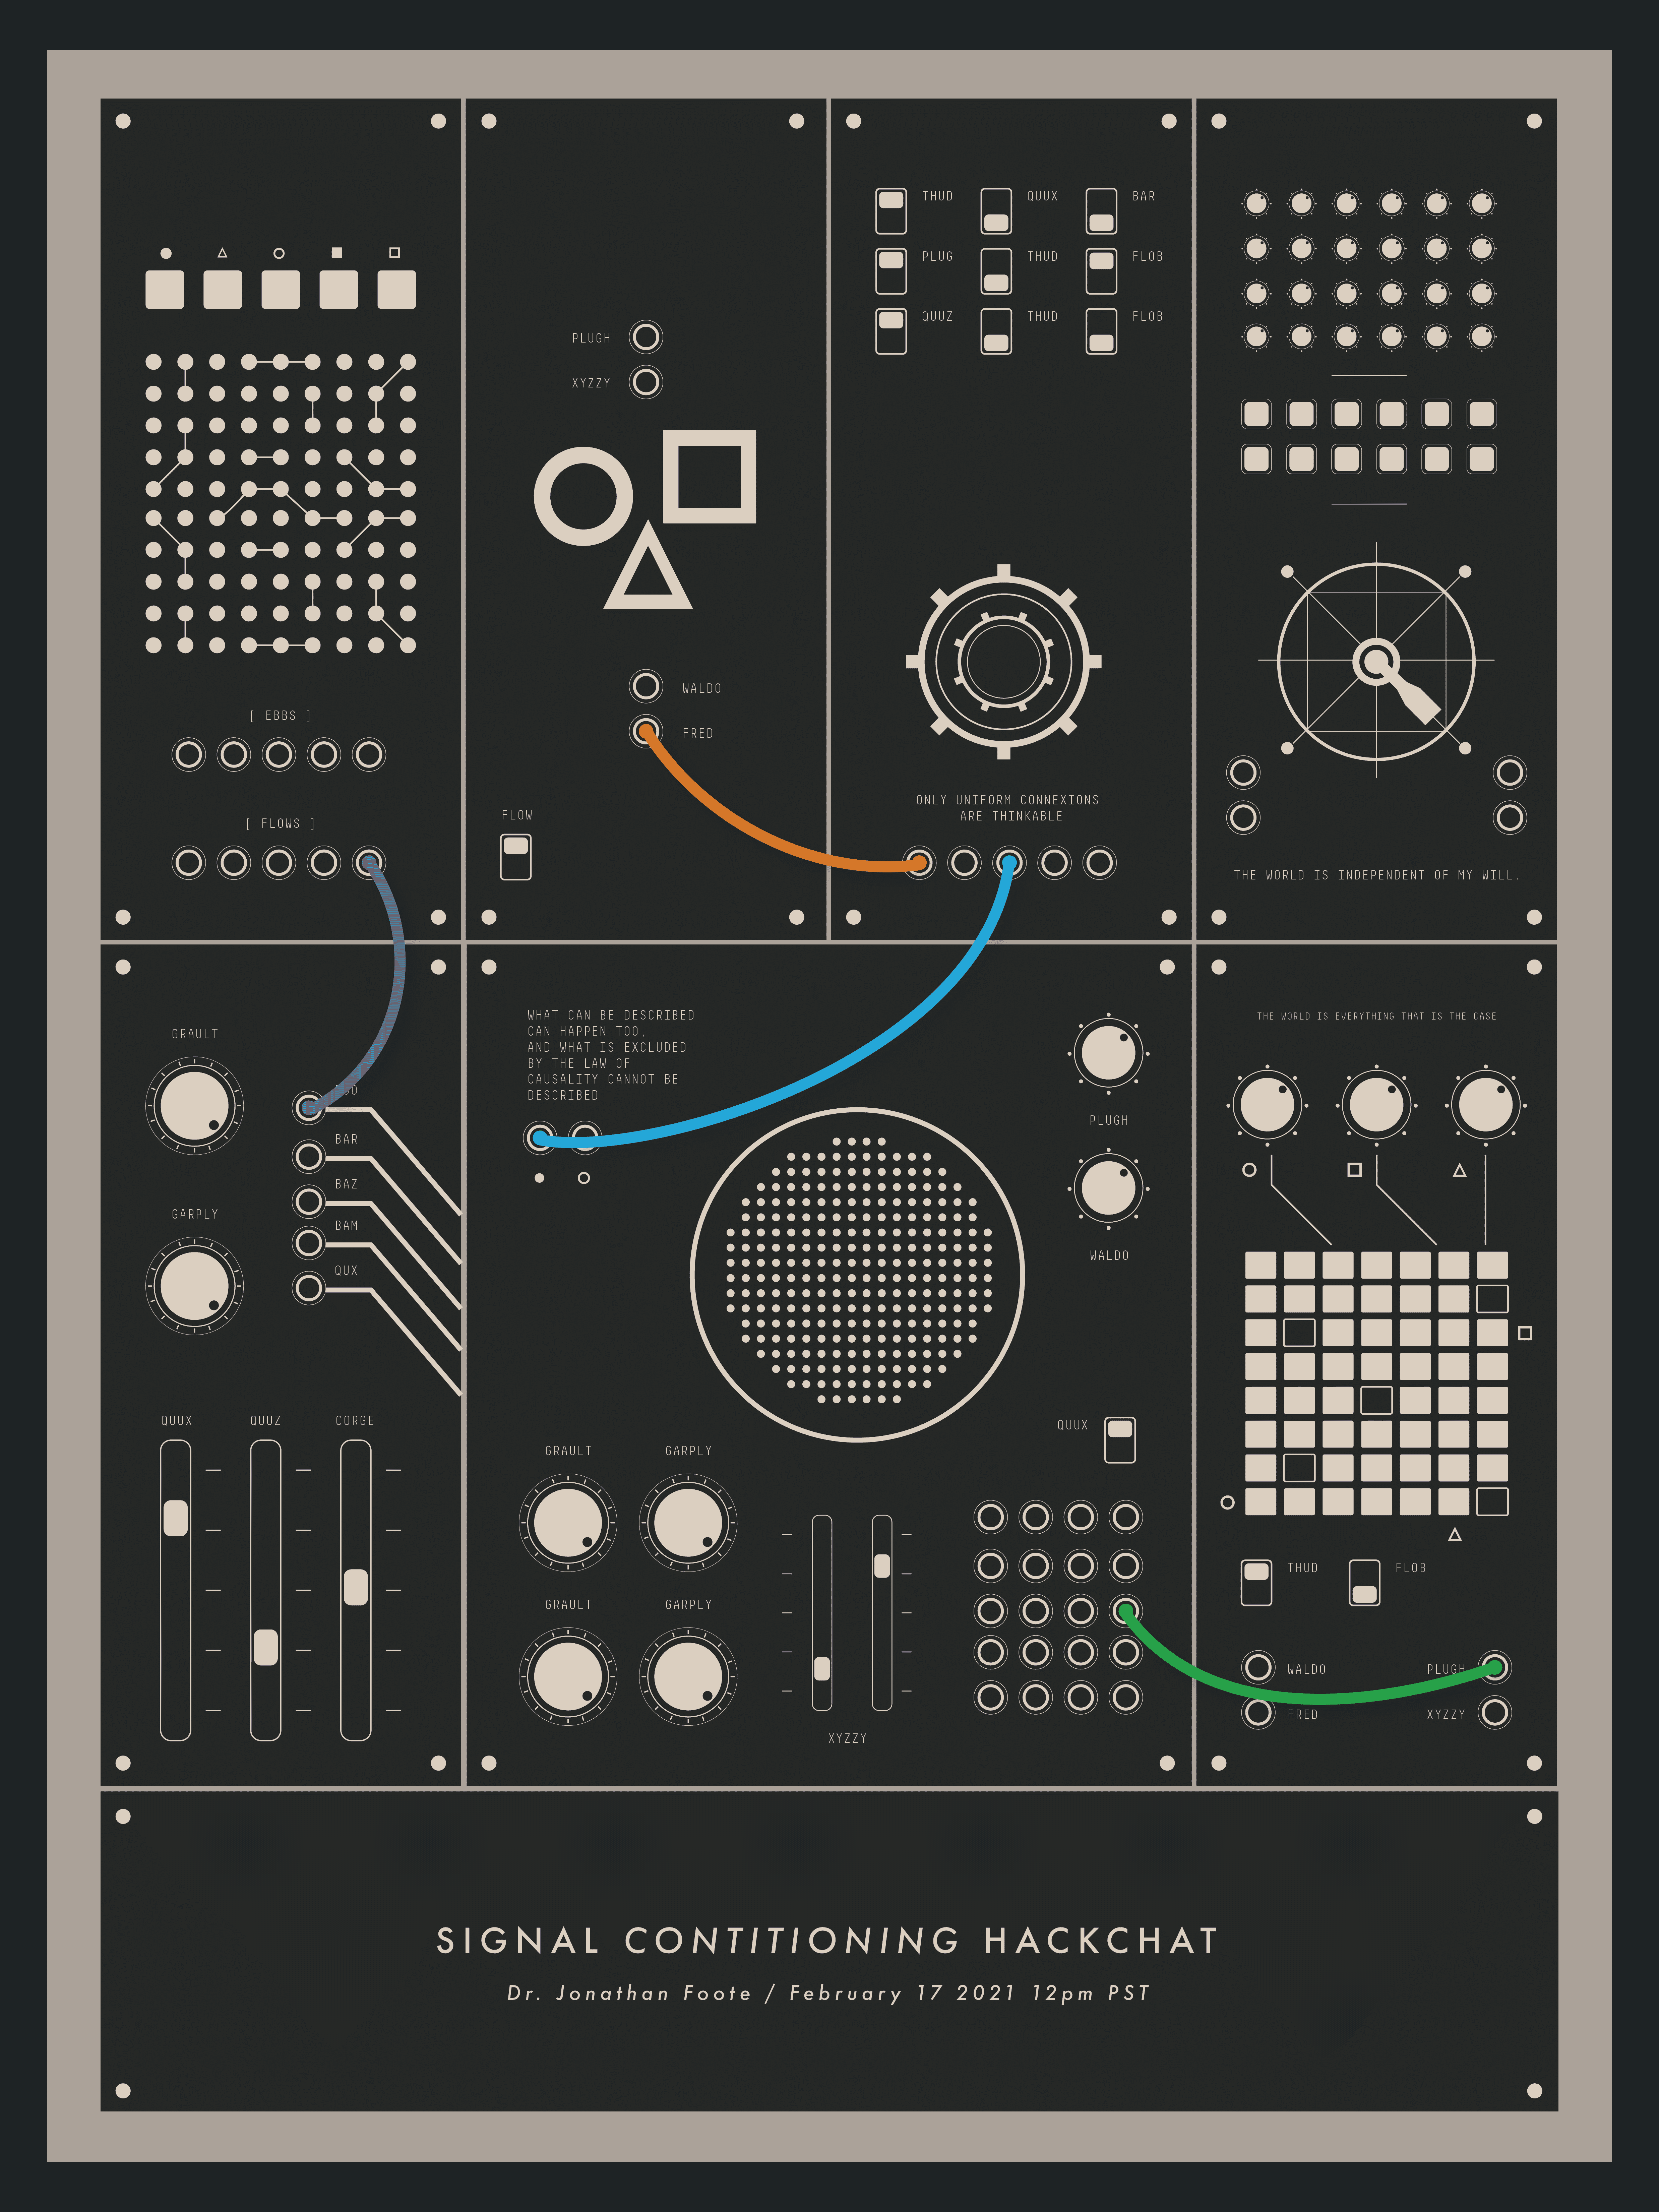 THUD
QUUX
BAR
PLUG
THUD
FLOB
QUUZ
THUD
FLOB
PLUGH
XYZZY
WALDO
FRED
[ EBBS ]
[ FLOWS ]
FLOW
ONLY UNIFORM CONNEXIONS
ARE THINKABLE
THE WORLD IS INDEPENDENT OF MY WILL.
GRAULT
BAR
BAZ
BAM
QUX
GARPLY
QUUX
QUUZ
CORGE
WHAT CAN BE DESCRIBED
CAN HAPPEN TOO,
AND WHAT IS EXCLUDED
BY THE LAW OF
CAUSALITY CANNOT BE
DESCRIBED
PLUGH
WALDO
QUUX
GRAULT
GARPLY
GRAULT
GARPLY
XYZZY
THE WORLD IS EVERYTHING THAT IS THE CASE
THUD
FLOB
WALDO
PLUGH
FRED
XYZZY
SIGNAL CONTITIONING HACKCHAT
Dr. Jonathan Foote / February 17 2021 12pm PST